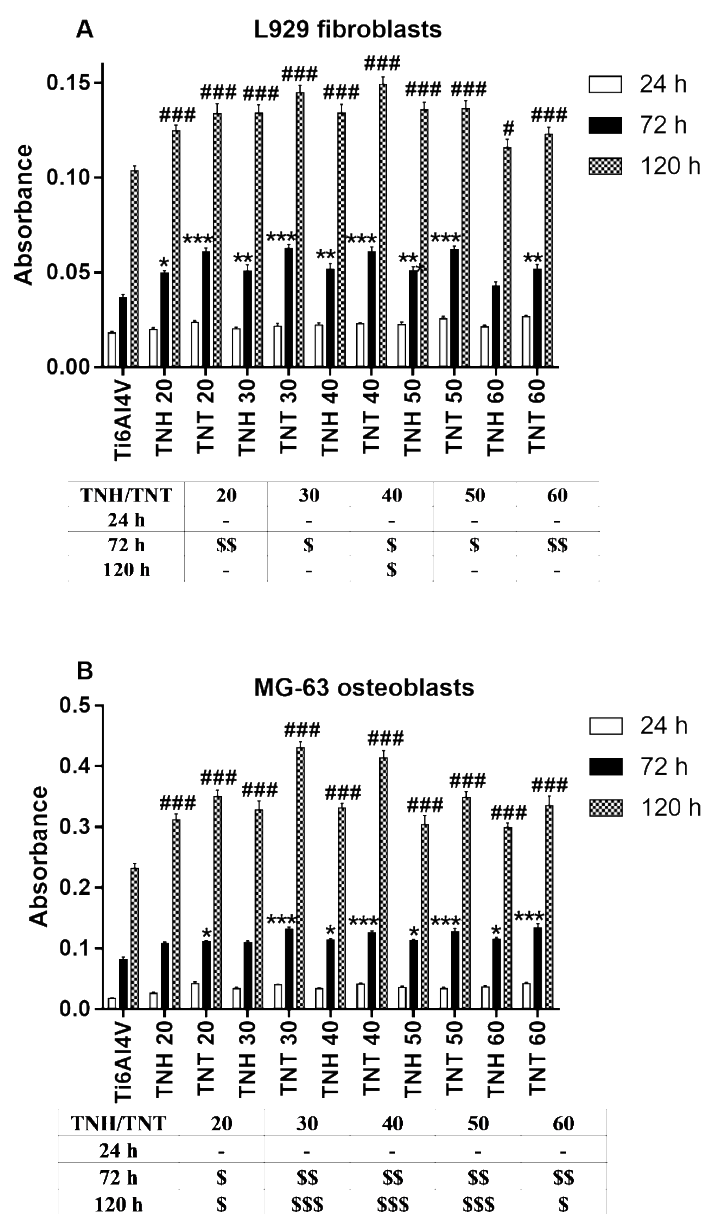 A
L929 fibroblasts
24 h
72 h
120 h
Absorbance
0.15
0.10
0.05
0.00
### ### ### ### ### ### ### ### # ###
* *** ** *** ** *** *** *** **
Ti6Al4V TNH 20 TNT 20 TNH 30 TNT 30 TNH 40 TNT 40 TNH 50 TNT 50 TNH 60 TNT 60
TNH/TNT 20 30 40 50 60
24 h - - - - -
72 h $$ $ $ $ $$
120 h - - $ - -
B
MG-63 osteoblasts
24 h
72 h
120 h
Absorbance
0.5
0.4
0.3
0.2
0.1
0.0
### ### ### ### ### ### ### ### ### ###
* *** * *** * *** * ***
Ti6Al4V TNH 20 TNT 20 TNH 30 TNT 30 TNH 40 TNT 40 TNH 50 TNT 50 TNH 60 TNT 60
TNH/TNT 20 30 40 50 60
24 h - - - - -
72 h $ $$ $$ $$ $$
120 h $ $$$ $$$ $$$ $